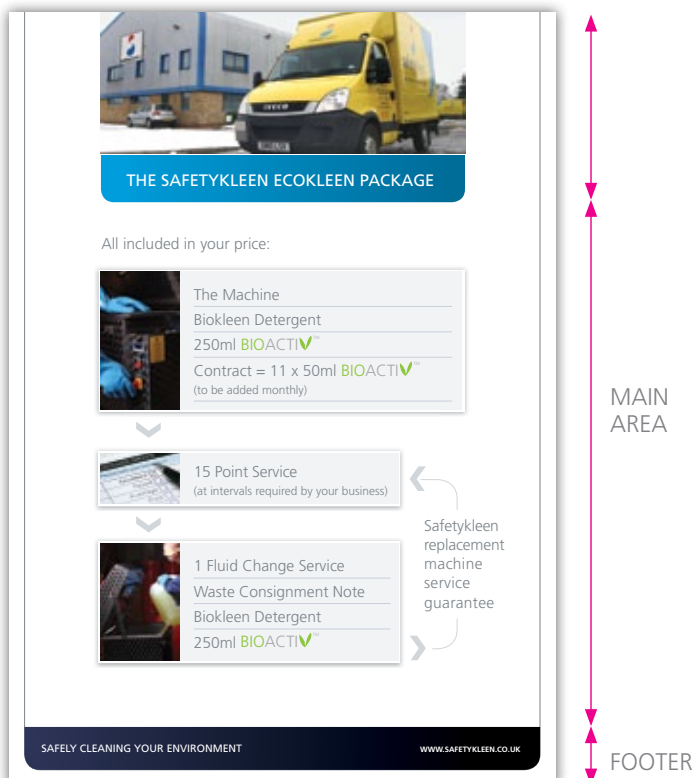 IVECO
THE SAFETYKLEEN ECOKLEEN PACKAGE
All included in your price:
The Machine
Biokleen Detergent
250ml BIOACTIV™
Contract = 11 x 50ml BIOACTIV™
(to be added monthly)
15 Point Service
(at intervals required by your business)
Safetykleen
replacement
machine
service
guarantee
1 Fluid Change Service
Waste Consignment Note
Biokleen Detergent
250ml BIOACTIV™
SAFELY CLEANING YOUR ENVIRONMENT
WWW.SAFETYKLEEN.CO.UK
MAIN
AREA
FOOTER